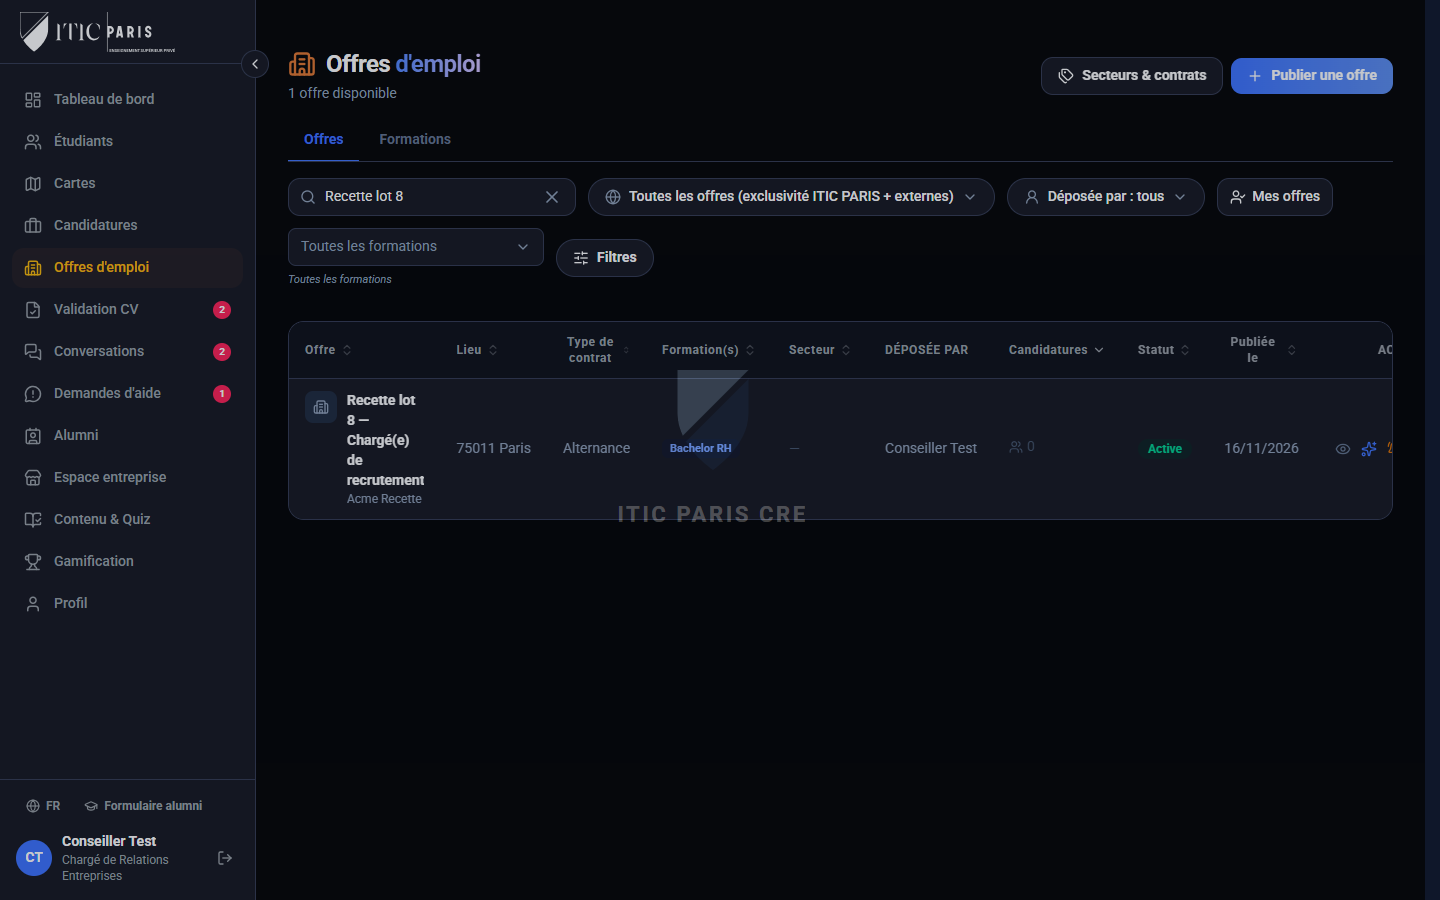 ITIC PARIS
ENSEIGNEMENT SUPÉRIEUR PRIVÉ
Tableau de bord
Étudiants
Cartes
Candidatures
Offres d'emploi
Validation CV 2
Conversations 2
Demandes d'aide 1
Alumni
Espace entreprise
Contenu & Quiz
Gamification
Profil
FR Formulaire alumni
CT
Conseiller Test
Chargé de Relations
Entreprises
Offres d'emploi
1 offre disponible
Secteurs & contrats
Publier une offre
Offres Formations
Recette lot 8
Toutes les offres (exclusivité ITIC PARIS + externes)
Déposée par : tous
Mes offres
Toutes les formations
Filtres
Toutes les formations
Offre Lieu Type de contrat Formation(s) Secteur DÉPOSÉE PAR Candidatures Statut Publiée le AC
Recette lot
8 —
Chargé(e)
de
recrutement
Acme Recette
75011 Paris Alternance Bachelor RH — Conseiller Test 0 Active 16/11/2026
ITIC PARIS CRE